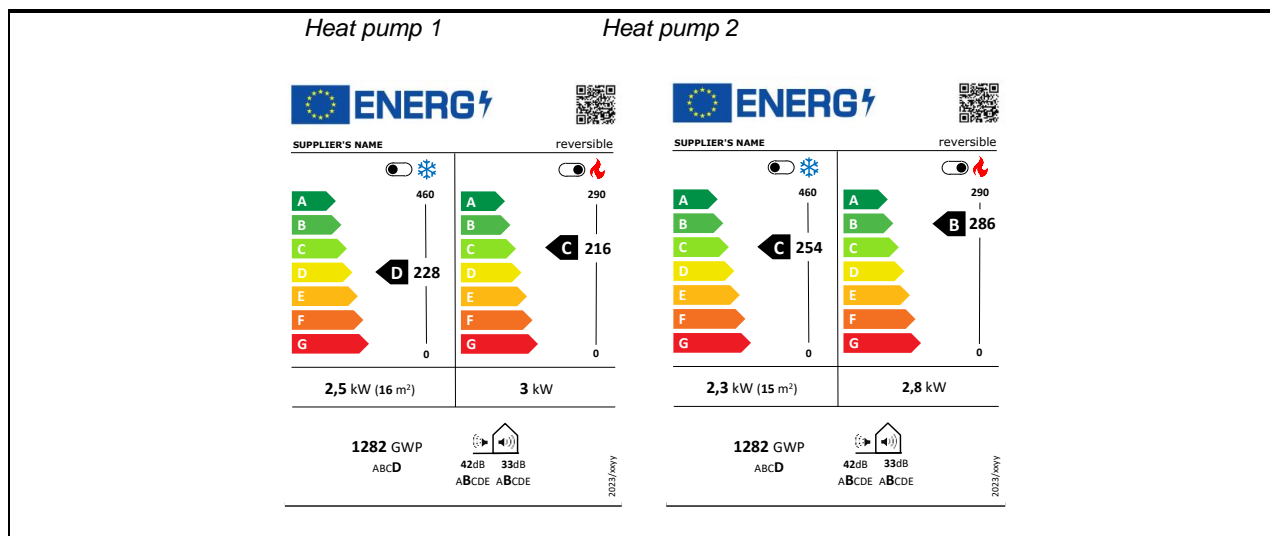 Heat pump 1 Heat pump 2
ENERG
SUPPLIER'S NAME reversible
460 290
A A
B B
C C C 216
D D 228 D
E E
F F
G G
0 0
2,5 kW (16 m²) 3 kW
1282 GWP
ABCD
42dB 33dB
ABCDE ABCDE
2023/xxyy
ENERG
SUPPLIER'S NAME reversible
460 290
A A
B B B 286
C C 254 C
D D
E E
F F
G G
0 0
2,3 kW (15 m²) 2,8 kW
1282 GWP
ABCD
42dB 33dB
ABCDE ABCDE
2023/xxyy